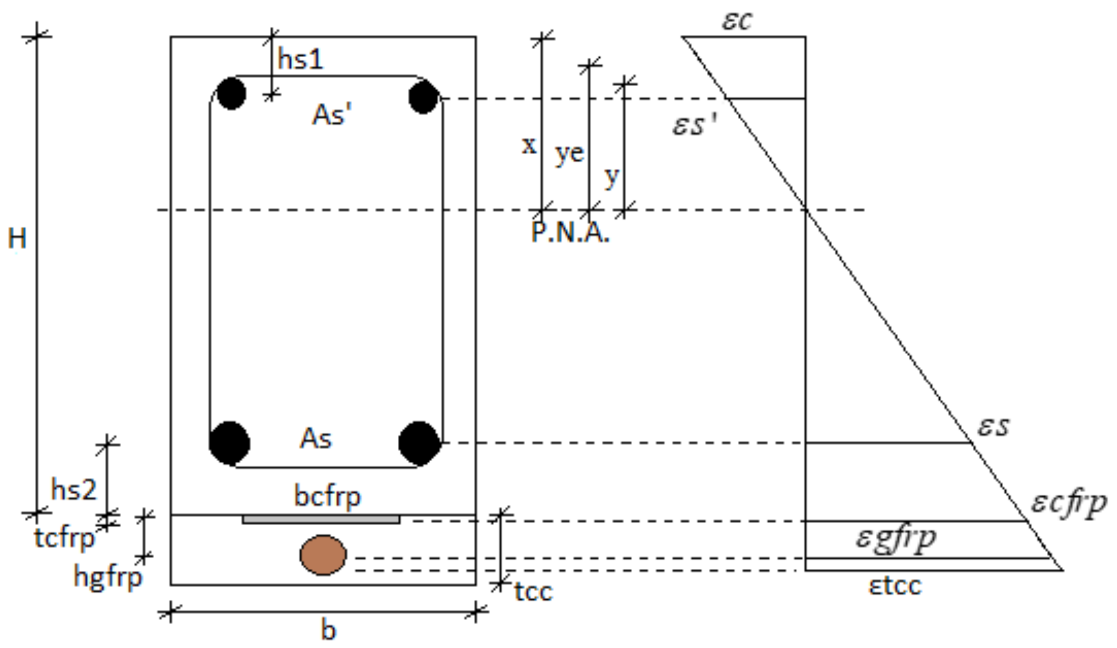 εc
hs1
As'
εs'
x
ye
y
H
P.N.A.
As
εs
hs2
bcfrp
εcfrp
tcfrp
εgfrp
hgfrp
tcc
εtcc
b